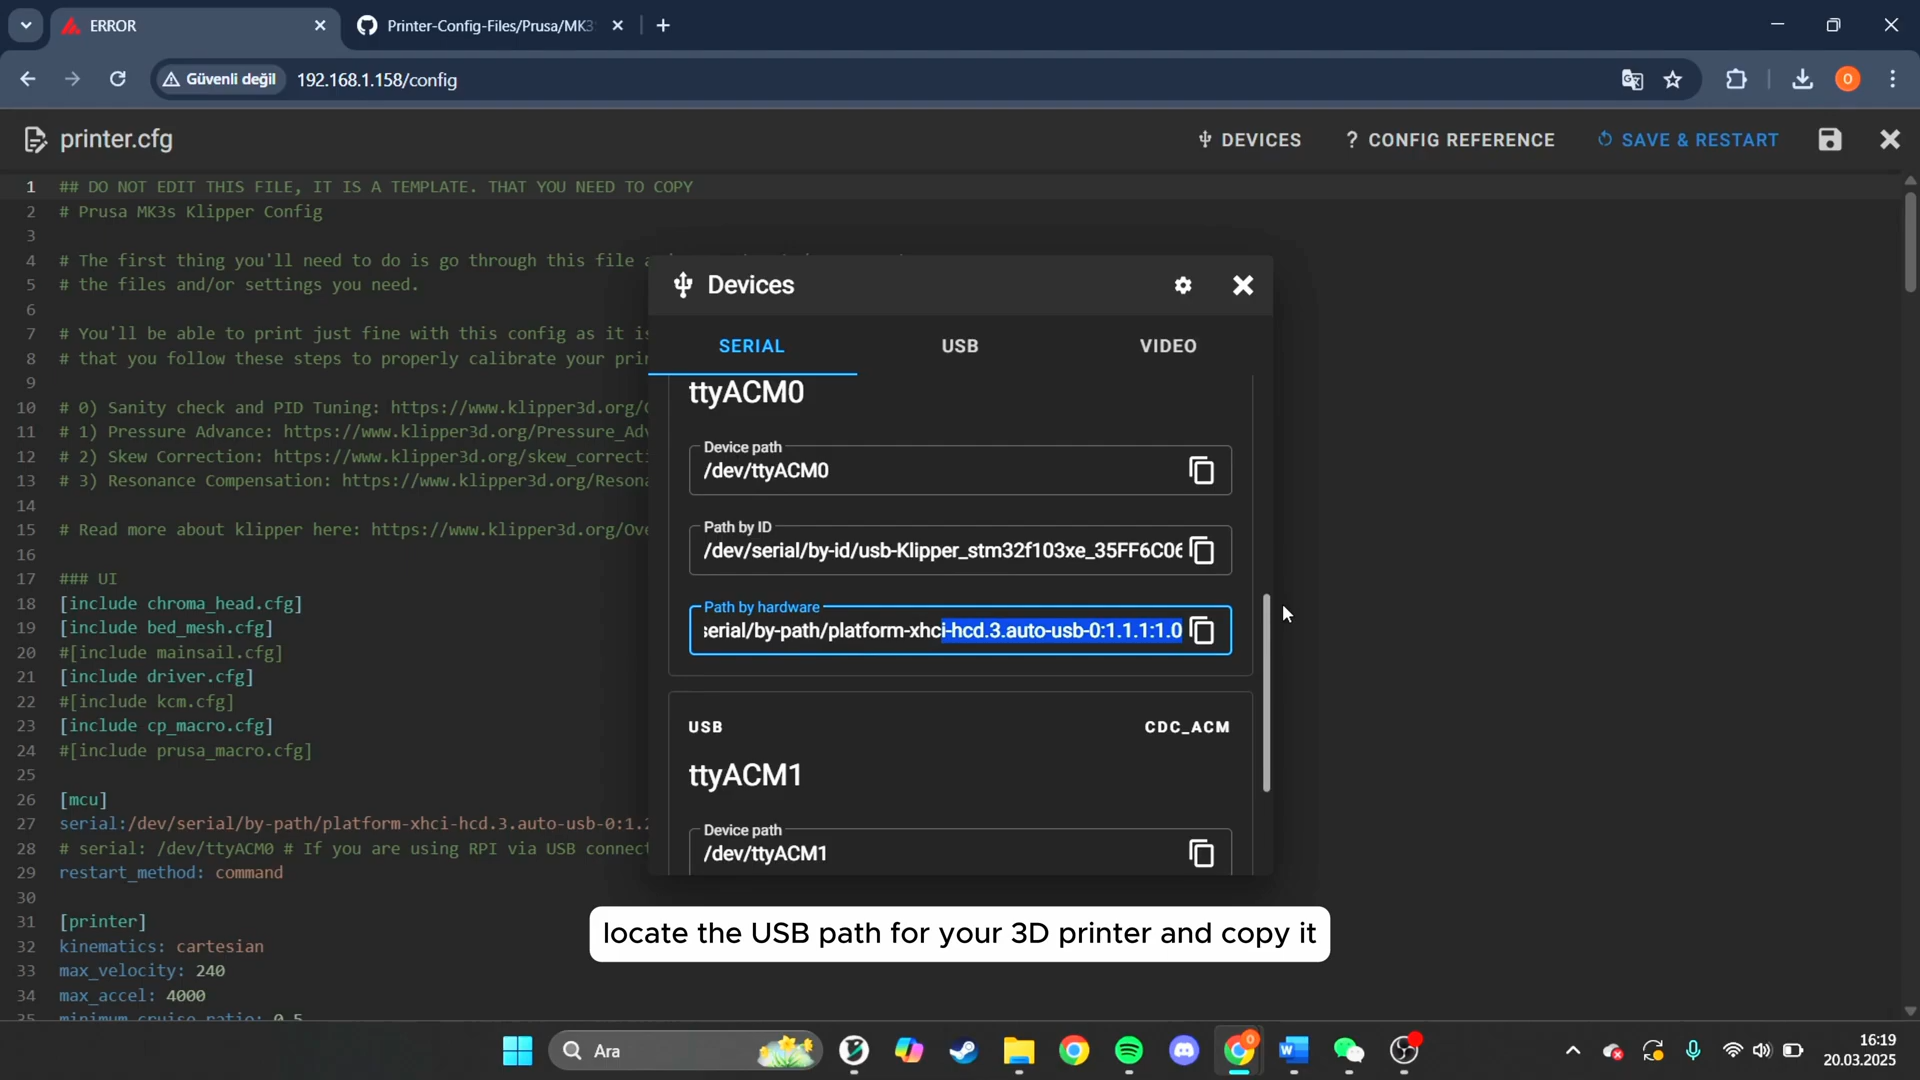 ERROR
Printer-Config-Files/Prusa/MK3
Güvenli değil
192.168.1.158/config
O
printer.cfg
DEVICES
? CONFIG REFERENCE
SAVE & RESTART
1 ## DO NOT EDIT THIS FILE, IT IS A TEMPLATE. THAT YOU NEED TO COPY
2 # Prusa MK3s Klipper Config
3
4 # The first thing you'll need to do is go through this file
5 # the files and/or settings you need.
6
7 # You'll be able to print just fine with this config as it is
8 # that you follow these steps to properly calibrate your
9
10 # 0) Sanity check and PID Tuning: https://www.klipper3d.org/
11 # 1) Pressure Advance: https://www.klipper3d.org/Pressure_Adv
12 # 2) Skew Correction: https://www.klipper3d.org/skew_correcti
13 # 3) Resonance Compensation: https://www.klipper3d.org/Resona
14
15 # Read more about klipper here: https://www.klipper3d.org/Ove
16
17 ### UI
18 [include chroma_head.cfg]
19 [include bed_mesh.cfg]
20 #[include mainsail.cfg]
21 [include driver.cfg]
22 #[include kcm.cfg]
23 [include cp_macro.cfg]
24 #[include prusa_macro.cfg]
25
26 [mcu]
27 serial:/dev/serial/by-path/platform-xhci-hcd.3.auto-usb-0:1.
28 # serial: /dev/ttyACM0 # If you are using RPI via USB connect
29 restart_method: command
30
31 [printer]
32 kinematics: cartesian
33 max_velocity: 240
34 max_accel: 4000
35 minimum_cruise_ratio: 0.5
Devices
SERIAL
USB
VIDEO
ttyACM0
Device path
/dev/ttyACM0
Path by ID
/dev/serial/by-id/usb-Klipper_stm32f103xe_35FF6C06
Path by hardware
serial/by-path/platform-xhci-hcd.3.auto-usb-0:1.1.1:1.0
USB
CDC_ACM
ttyACM1
Device path
/dev/ttyACM1
locate the USB path for your 3D printer and copy it
Ara
16:19
20.03.2025